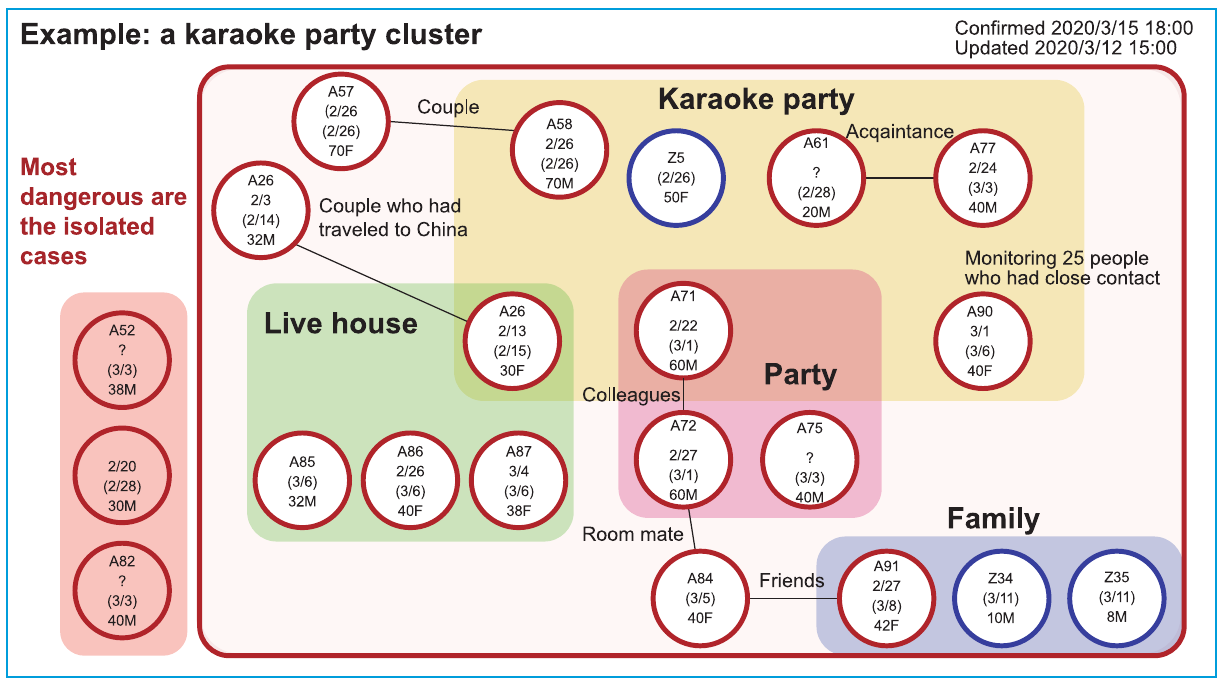 Example: a karaoke party cluster
Confirmed 2020/3/15 18:00
Updated 2020/3/12 15:00
Most
dangerous are
the isolated
cases
A52
?
(3/3)
38M
2/20
(2/28)
30M
A82
?
(3/3)
40M
A57
(2/26
(2/26)
70F
Couple
A58
2/26
(2/26)
70M
Karaoke party
Z5
(2/26)
50F
A61
?
(2/28)
20M
Acqaintance
A77
2/24
(3/3)
40M
A26
2/3
(2/14)
32M
Couple who had
traveled to China
Monitoring 25 people
who had close contact
A90
3/1
(3/6)
40F
Live house
A26
2/13
(2/15)
30F
A71
2/22
(3/1)
60M
Party
Colleagues
A72
2/27
(3/1)
60M
A75
?
(3/3)
40M
A85
(3/6)
32M
A86
2/26
(3/6)
40F
A87
3/4
(3/6)
38F
Room mate
A84
(3/5)
40F
Friends
Family
A91
2/27
(3/8)
42F
Z34
(3/11)
10M
Z35
(3/11)
8M